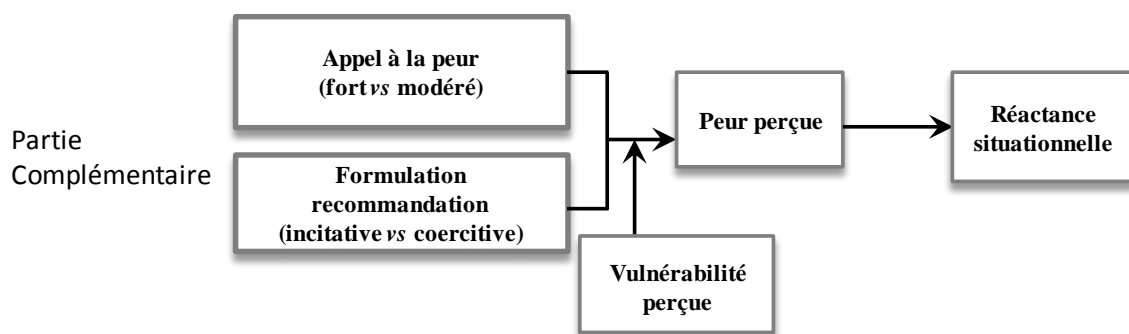 Partie
Complémentaire
Appel à la peur
(fort vs modéré)
Formulation
recommandation
(incitative vs coercitive)
Vulnérabilité
perçue
Peur perçue
Réactance
situationnelle